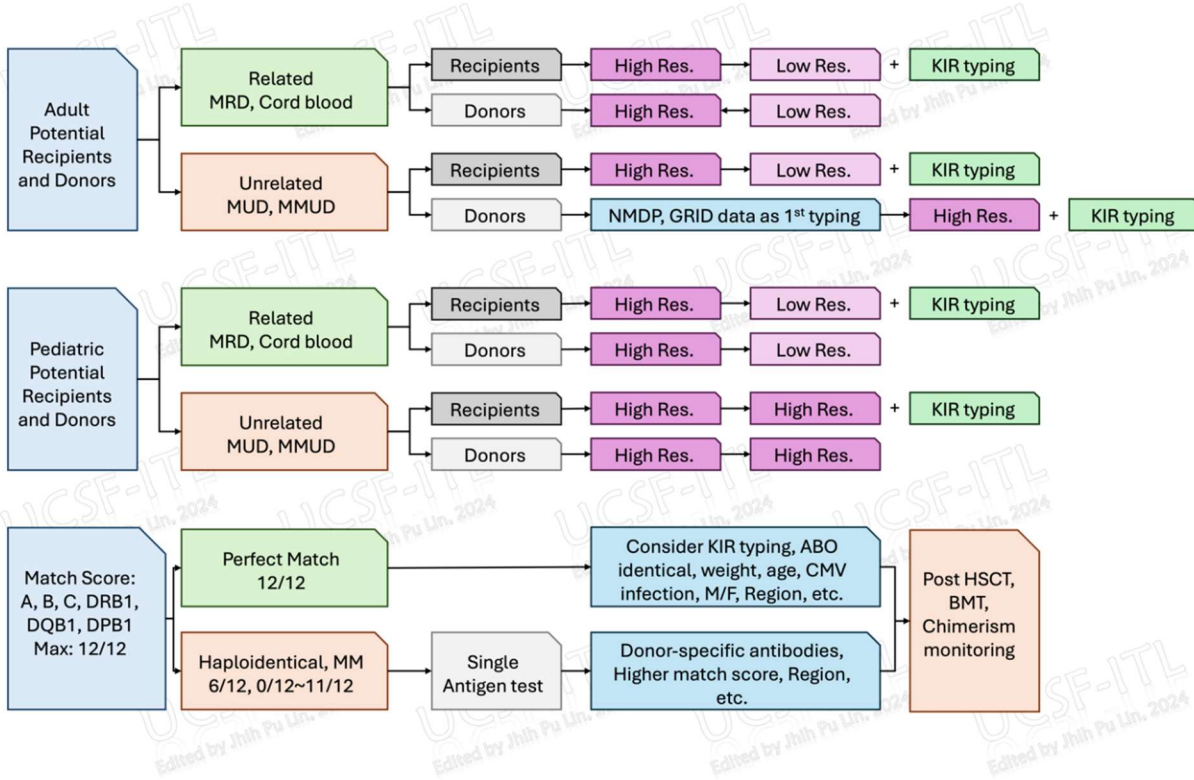 Adult
Potential
Recipients
and Donors
Related
MRD, Cord blood
Recipients
High Res.
Low Res.
+
KIR typing
Donors
High Res.
Low Res.
Unrelated
MUD, MMUD
Recipients
High Res.
Low Res.
+
KIR typing
Donors
NMDP, GRID data as 1st typing
High Res.
+
KIR typing
Pediatric
Potential
Recipients
and Donors
Related
MRD, Cord blood
Recipients
High Res.
Low Res.
+
KIR typing
Donors
High Res.
Low Res.
Unrelated
MUD, MMUD
Recipients
High Res.
High Res.
+
KIR typing
Donors
High Res.
High Res.
Match Score:
A, B, C, DRB1,
DQB1, DPB1
Max: 12/12
Perfect Match
12/12
Consider KIR typing, ABO
identical, weight, age, CMV
infection, M/F, Region, etc.
Haploidentical, MM
6/12, 0/12~11/12
Single
Antigen test
Donor-specific antibodies,
Higher match score, Region,
etc.
Post HSCT,
BMT,
Chimerism
monitoring
UCSF-ITL
Edited by Jhih Pu Lin, 2024